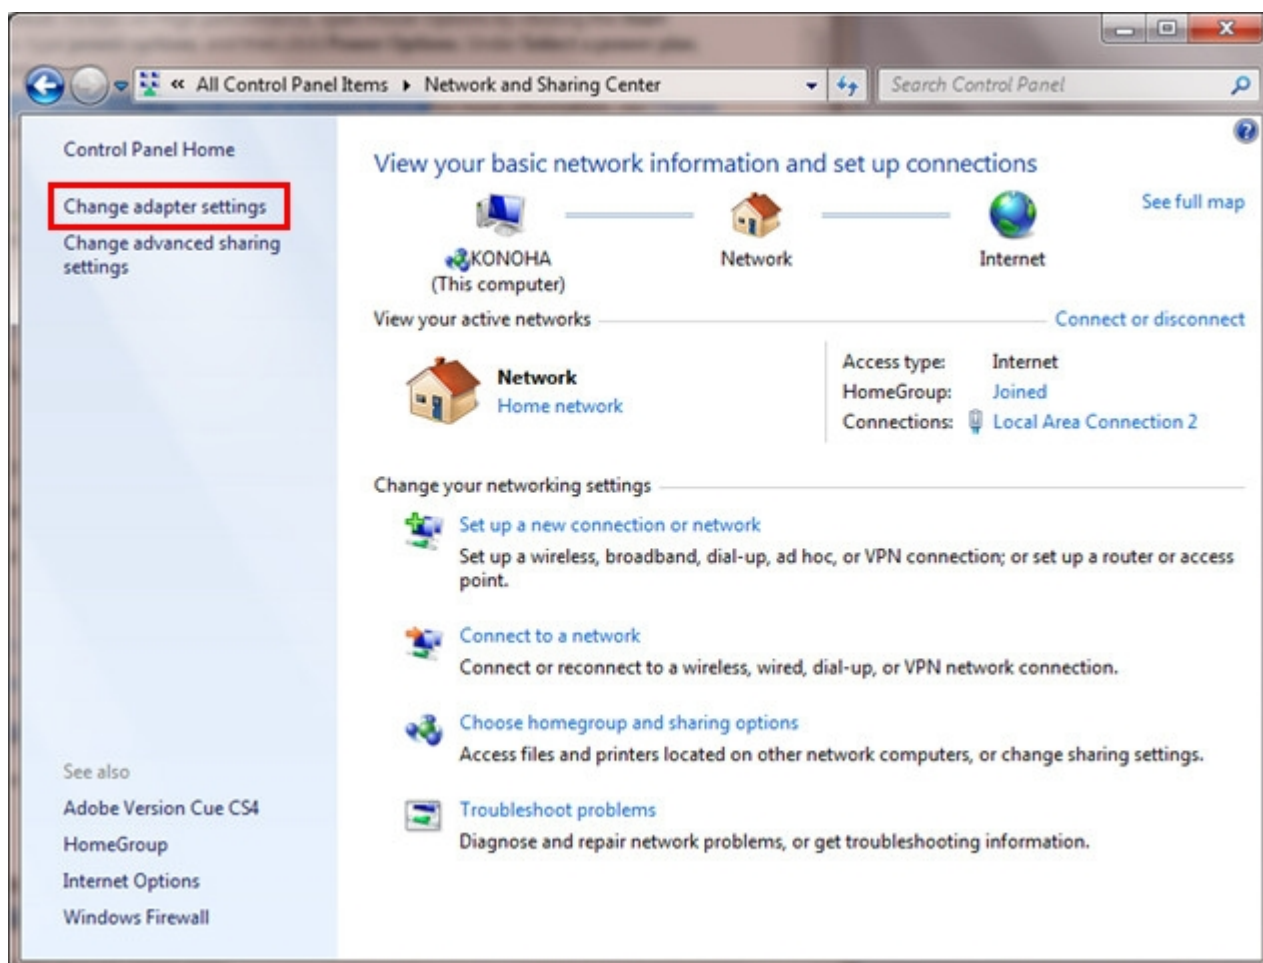 « All Control Panel Items ▸ Network and Sharing Center
Search Control Panel
Control Panel Home
Change adapter settings
Change advanced sharing
settings
See also
Adobe Version Cue CS4
HomeGroup
Internet Options
Windows Firewall
View your basic network information and set up connections
See full map
KONOHA
(This computer)
Network
Internet
View your active networks
Connect or disconnect
Network
Home network
Access type: Internet
HomeGroup: Joined
Connections: Local Area Connection 2
Change your networking settings
Set up a new connection or network
Set up a wireless, broadband, dial-up, ad hoc, or VPN connection; or set up a router or access
point.
Connect to a network
Connect or reconnect to a wireless, wired, dial-up, or VPN network connection.
Choose homegroup and sharing options
Access files and printers located on other network computers, or change sharing settings.
Troubleshoot problems
Diagnose and repair network problems, or get troubleshooting information.